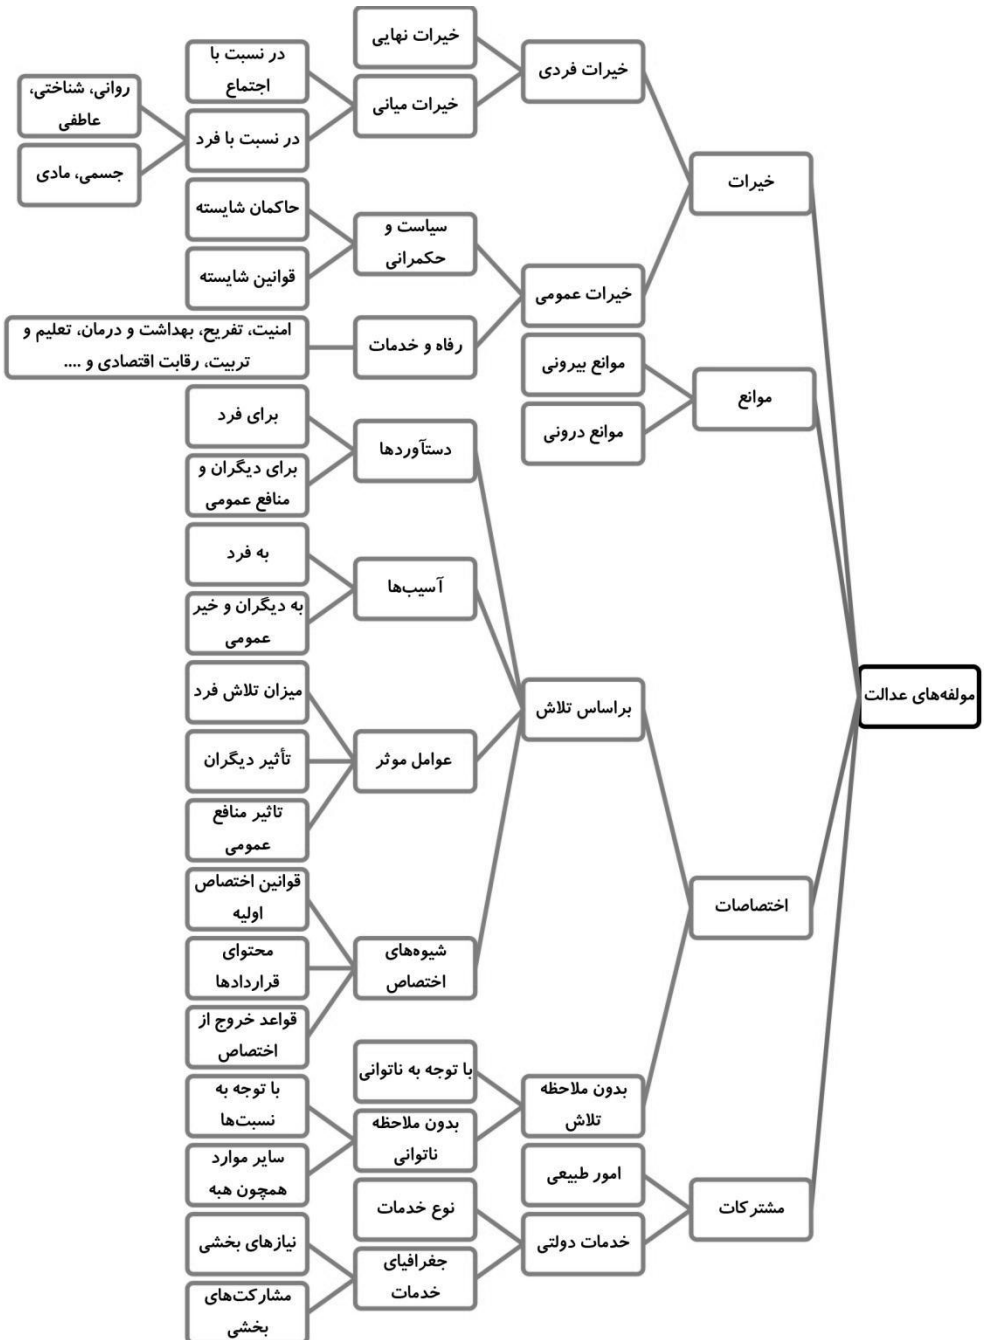 مولفه‌های عدالت
خیرات
خیرات فردی
خیرات نهایی
خیرات میانی
در نسبت با
اجتماع
در نسبت با فرد
روانی، شناختی،
عاطفی
جسمی، مادی
خیرات عمومی
سیاست و
حکمرانی
حاکمان شایسته
قوانین شایسته
رفاه و خدمات
امنیت، تفریح، بهداشت و درمان، تعلیم و
تربیت، رقابت اقتصادی و ....
موانع
موانع بیرونی
موانع درونی
اختصاصات
براساس تلاش
دستآوردها
برای فرد
برای دیگران و
منافع عمومی
آسیب‌ها
به فرد
به دیگران و خیر
عمومی
عوامل موثر
میزان تلاش فرد
تأثیر دیگران
تاثیر منافع
عمومی
شیوه‌های
اختصاص
قوانین اختصاص
اولیه
محتوای
قراردادها
قواعد خروج از
اختصاص
بدون ملاحظه
تلاش
با توجه به ناتوانی
بدون ملاحظه
ناتوانی
با توجه به
نسبت‌ها
سایر موارد
همچون هبه
مشترکات
امور طبیعی
خدمات دولتی
نوع خدمات
جغرافیای
خدمات
نیازهای بخشی
مشارکت‌های
بخشی